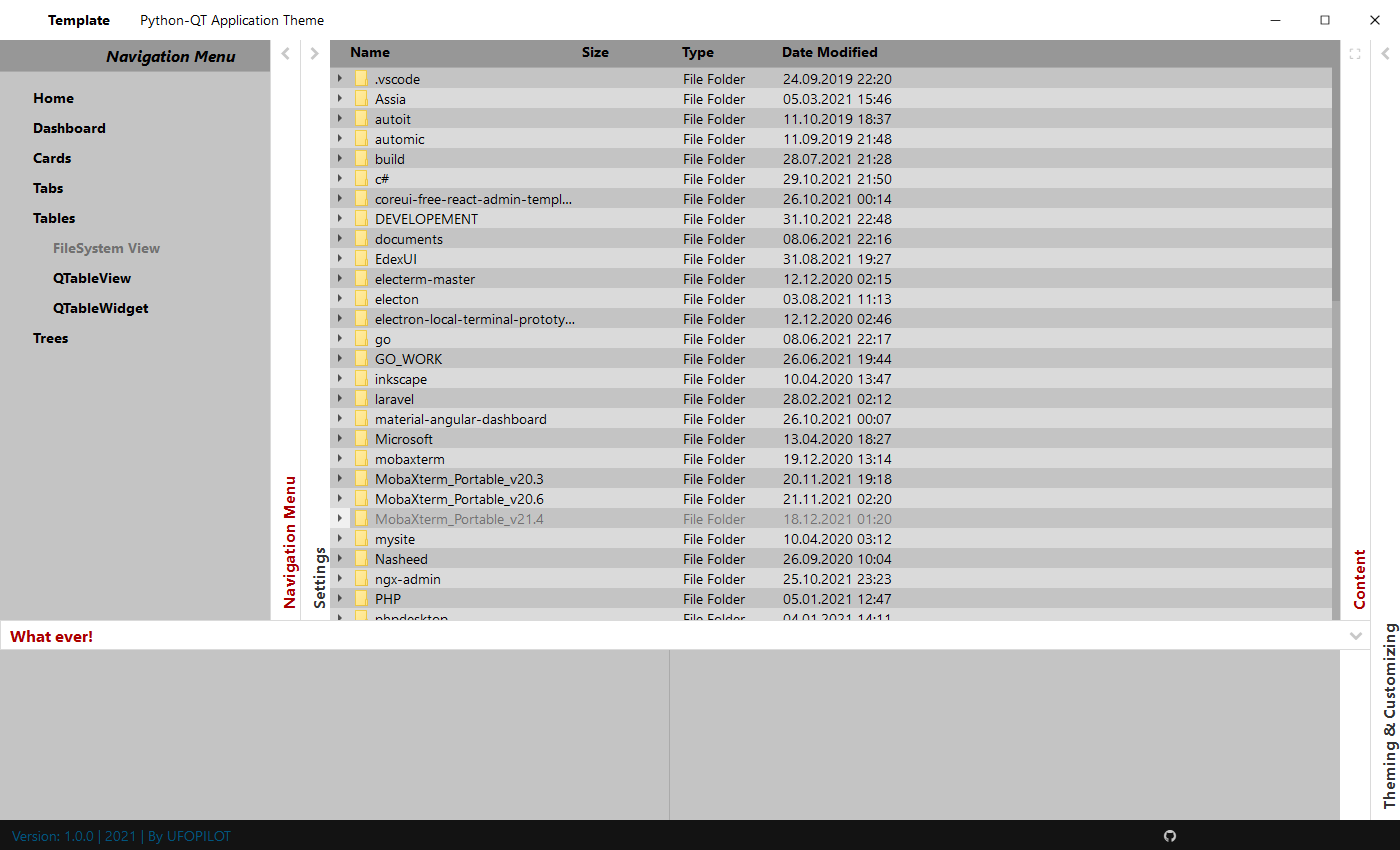 Template Python-QT Application Theme
Navigation Menu
Home
Dashboard
Cards
Tabs
Tables
FileSystem View
QTableView
QTableWidget
Trees
Navigation Menu
Settings
Name Size Type Date Modified
.vscode File Folder 24.09.2019 22:20
Assia File Folder 05.03.2021 15:46
autoit File Folder 11.10.2019 18:37
automic File Folder 11.09.2019 21:48
build File Folder 28.07.2021 21:28
c# File Folder 29.10.2021 21:50
coreui-free-react-admin-templ... File Folder 26.10.2021 00:14
DEVELOPEMENT File Folder 31.10.2021 22:48
documents File Folder 08.06.2021 22:16
EdexUI File Folder 31.08.2021 19:27
electerm-master File Folder 12.12.2020 02:15
electon File Folder 03.08.2021 11:13
electron-local-terminal-prototy... File Folder 12.12.2020 02:46
go File Folder 08.06.2021 22:17
GO_WORK File Folder 26.06.2021 19:44
inkscape File Folder 10.04.2020 13:47
laravel File Folder 28.02.2021 02:12
material-angular-dashboard File Folder 26.10.2021 00:07
Microsoft File Folder 13.04.2020 18:27
mobaxterm File Folder 19.12.2020 13:14
MobaXterm_Portable_v20.3 File Folder 20.11.2021 19:18
MobaXterm_Portable_v20.6 File Folder 21.11.2021 02:20
MobaXterm_Portable_v21.4 File Folder 18.12.2021 01:20
mysite File Folder 10.04.2020 03:12
Nasheed File Folder 26.09.2020 10:04
ngx-admin File Folder 25.10.2021 23:23
PHP File Folder 05.01.2021 12:47
phpdesktop File Folder 04.01.2021 14:11
Content
Theming & Customizing
What ever!
Version: 1.0.0 | 2021 | By UFOPILOT